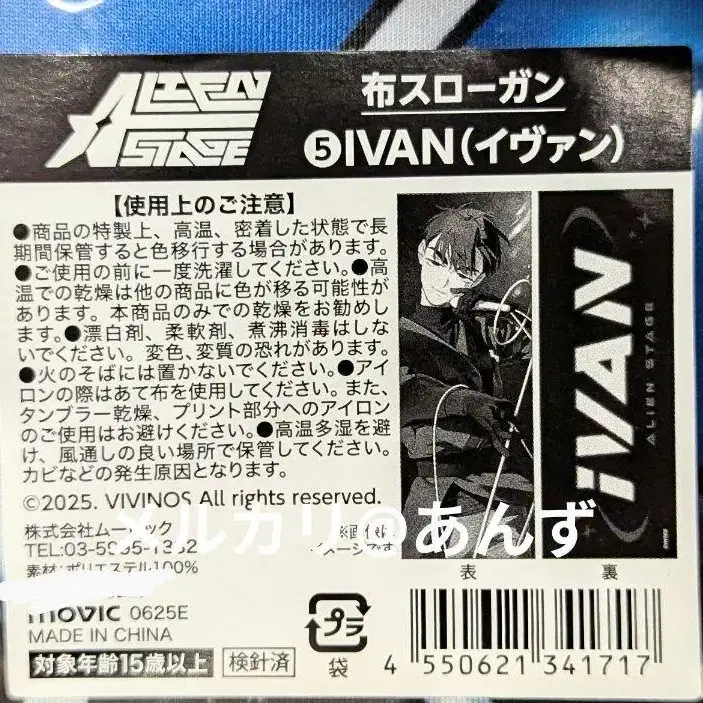 ALIEN STAGE
布スローガン
❺IVAN(イヴァン)
【使用上のご注意】
●商品の特製上、高温、密着した状態で長
期間保管すると色移行する場合があります。
●ご使用の前に一度洗濯してください。●高
温での乾燥は他の商品に色が移る可能性が
あります。本商品のみでの乾燥をお勧めし
ます。●漂白剤、柔軟剤、煮沸消毒はしな
いでください。変色、変質の恐れがあります。
●火のそばには置かないでください。●アイ
ロンの際はあて布を使用してください。また、
タンブラー乾燥、プリント部分へのアイロン
のご使用はお避けください。●高温多湿を避
け、風通しの良い場所で保管してください。
カビなどの発生原因となります。
©2025. VIVINOS All rights reserved.
株式会社ムービック
※画像は
イメージです
素材:ポリエステル100%
メルカリ@あんず
iVAN
ALIEN STAGE
表
裏
movic 0625E
MADE IN CHINA
対象年齢15歳以上
検針済
プラ
袋
4 550621 341717